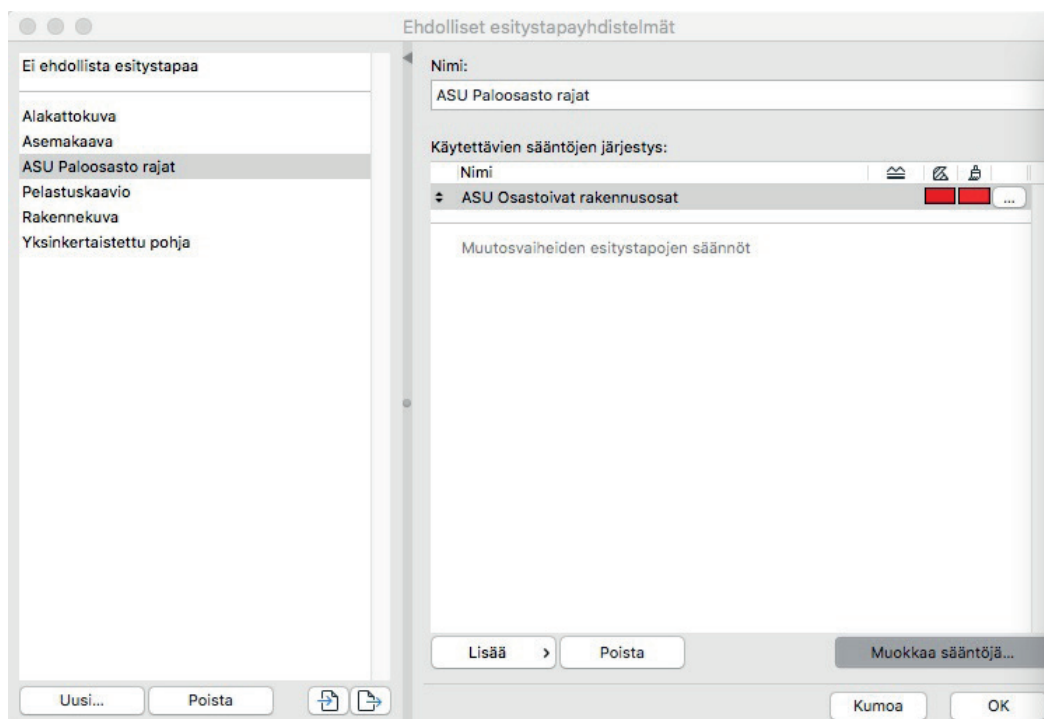 Ehdolliset esitystapayhdistelmät
Ei ehdollista esitystapaa
Alakattokuva
Asemakaava
ASU Paloosasto rajat
Pelastuskaavio
Rakennekuva
Yksinkertaistettu pohja
Uusi...
Poista
Nimi:
ASU Paloosasto rajat
Käytettävien sääntöjen järjestys:
Nimi
ASU Osastoivat rakennusosat
...
Muutosvaiheiden esitystapojen säännöt
Lisää
Poista
Muokkaa sääntöjä...
Kumoa
OK